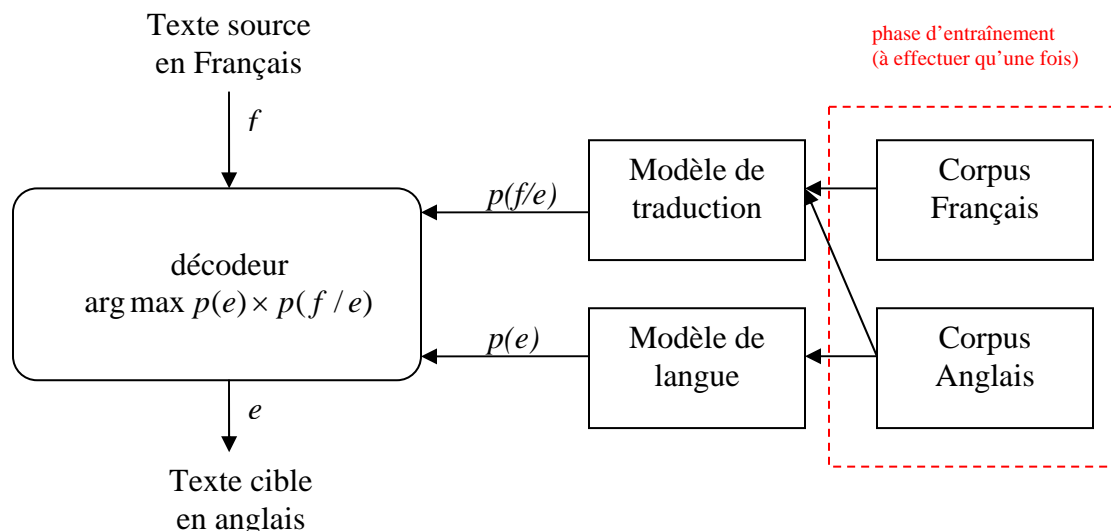 Texte source
en Français
phase d'entraînement
(à effectuer qu'une fois)
f
Modèle de
traduction
Corpus
Français
p(f/e)
décodeur
arg max p(e) × p( f / e)
p(e)
Modèle de
langue
Corpus
Anglais
e
Texte cible
en anglais